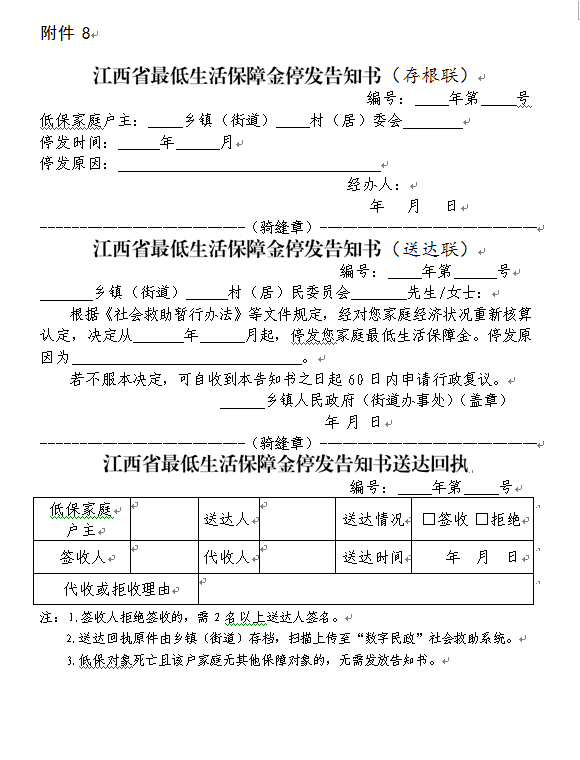 附件 8
江西省最低生活保障金停发告知书（存根联）
编号：____年第____号
低保家庭户主：____乡镇（街道）____村（居）委会_______
停发时间：_____年_____月
停发原因：______________________________
经办人：
年 月 日
--------------------------（骑缝章）--------------------------
江西省最低生活保障金停发告知书（送达联）
编号：____年第_____号
______乡镇（街道）_____村（居）民委员会______先生/女士：
根据《社会救助暂行办法》等文件规定，经对您家庭经济状况重新核算
认定，决定从______年_____月起，停发您家庭最低生活保障金。停发原
因为__________________________。
若不服本决定，可自收到本告知书之日起 60 日内申请行政复议。
_____乡镇人民政府（街道办事处）（盖章）
年 月 日
--------------------------（骑缝章）--------------------------
江西省最低生活保障金停发告知书送达回执
编号：____年第____号
低保家庭 送达人 送达情况 □签收 □拒绝
户主
签收人 代收人 送达时间 年 月 日
代收或拒收理由
注：1.签收人拒绝签收的，需 2 名以上送达人签名。
2.送达回执原件由乡镇（街道）存档，扫描上传至“数字民政”社会救助系统。
3.低保对象死亡且该户家庭无其他保障对象的，无需发放告知书。